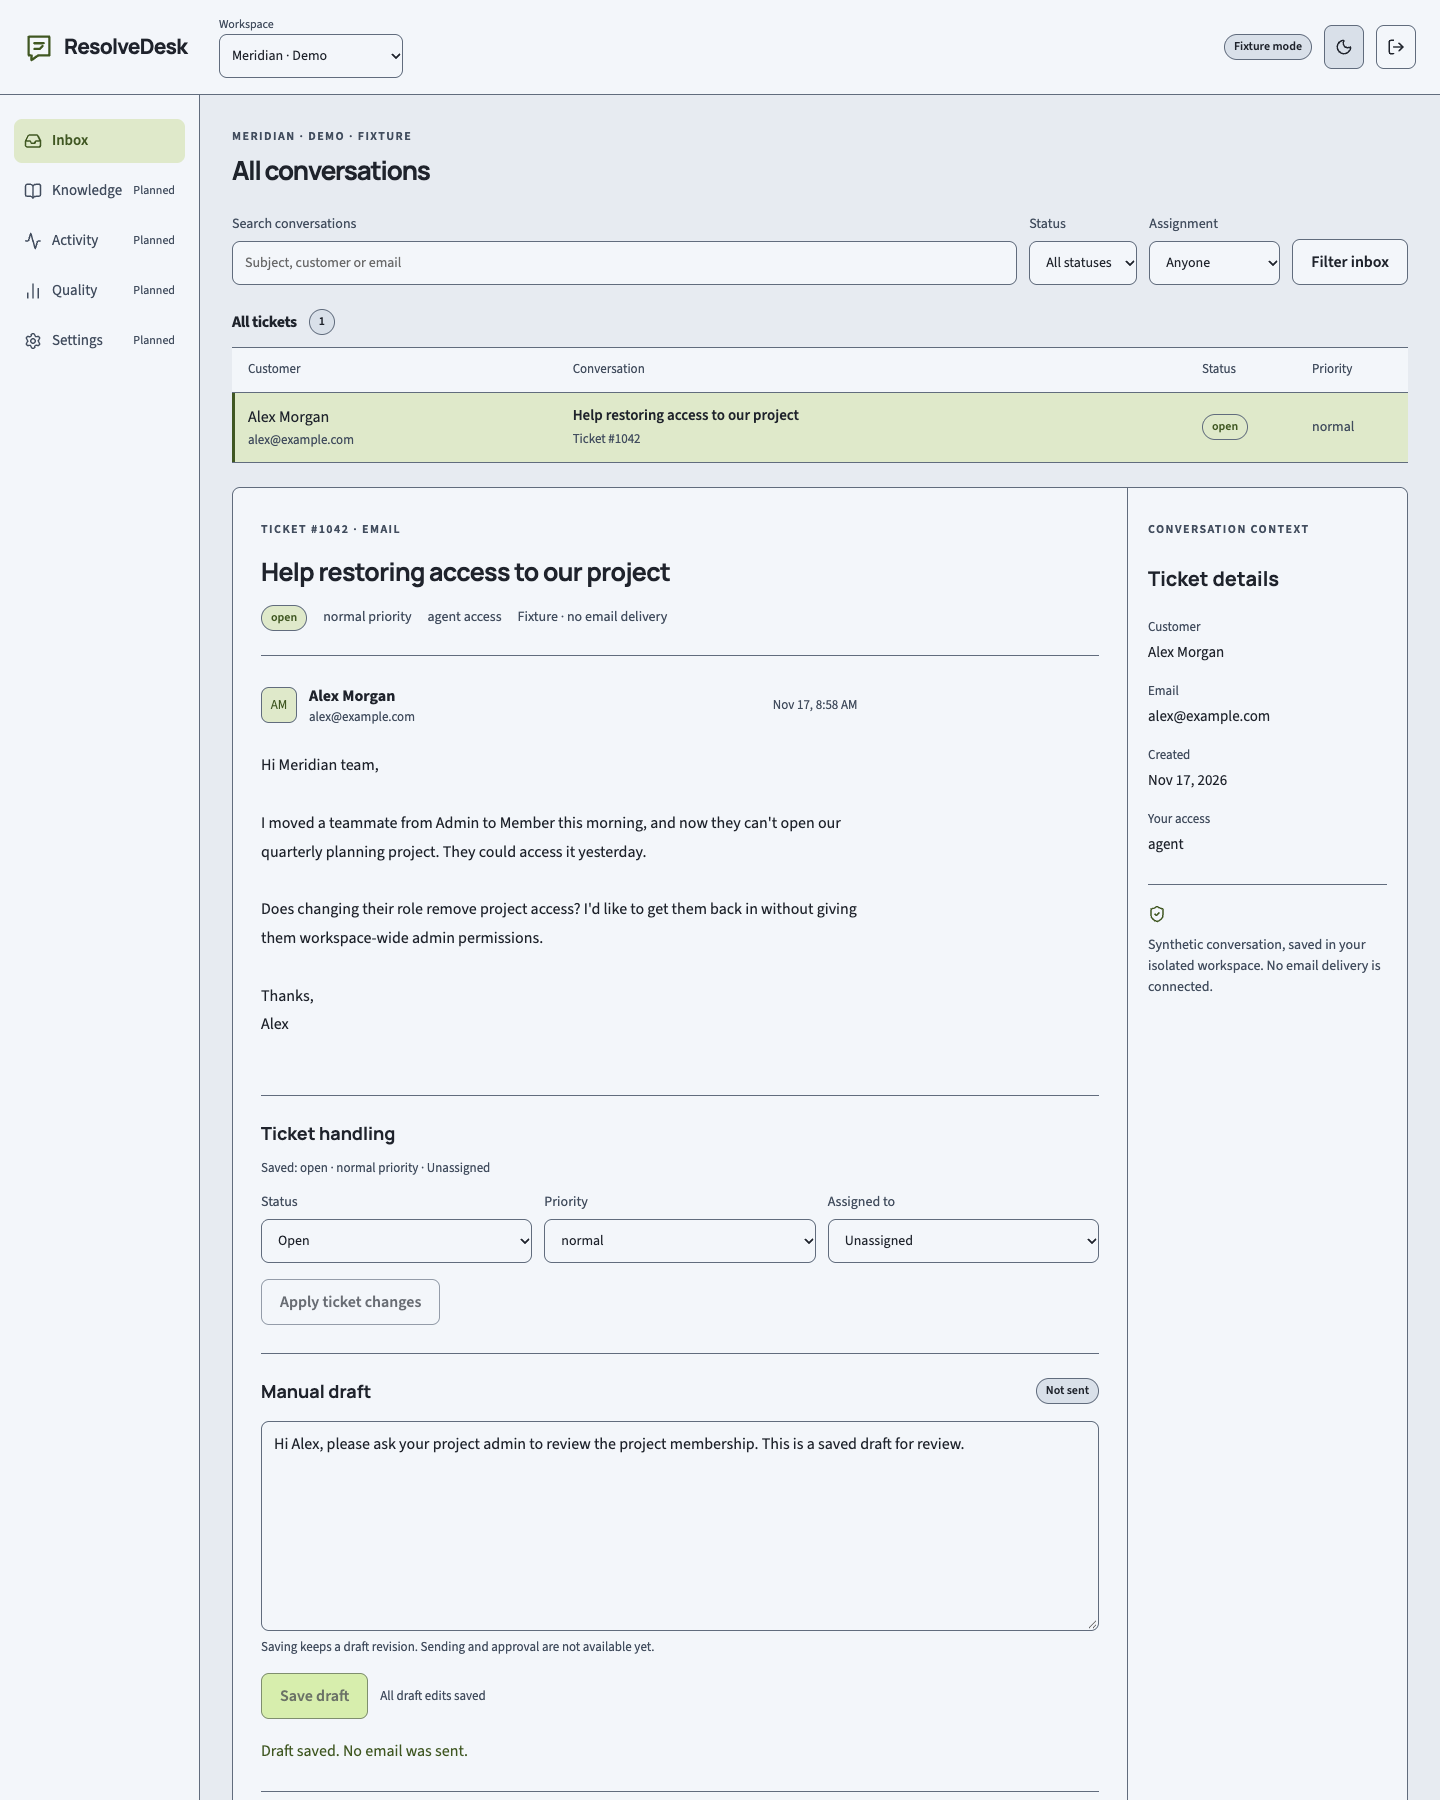 ResolveDesk
Workspace
Meridian · Demo
Fixture mode
Inbox
Knowledge Planned
Activity Planned
Quality Planned
Settings Planned
MERIDIAN · DEMO · FIXTURE
All conversations
Search conversations
Status
Assignment
Subject, customer or email
All statuses
Anyone
Filter inbox
All tickets 1
Customer Conversation Status Priority
Alex Morgan
alex@example.com
Help restoring access to our project
Ticket #1042
open
normal
TICKET #1042 · EMAIL
Help restoring access to our project
open normal priority agent access Fixture · no email delivery
AM
Alex Morgan
alex@example.com
Nov 17, 8:58 AM
Hi Meridian team,
I moved a teammate from Admin to Member this morning, and now they can't open our
quarterly planning project. They could access it yesterday.
Does changing their role remove project access? I'd like to get them back in without giving
them workspace-wide admin permissions.
Thanks,
Alex
Ticket handling
Saved: open · normal priority · Unassigned
Status Priority Assigned to
Open normal Unassigned
Apply ticket changes
Manual draft Not sent
Hi Alex, please ask your project admin to review the project membership. This is a saved draft for review.
Saving keeps a draft revision. Sending and approval are not available yet.
Save draft All draft edits saved
Draft saved. No email was sent.
CONVERSATION CONTEXT
Ticket details
Customer
Alex Morgan
Email
alex@example.com
Created
Nov 17, 2026
Your access
agent
Synthetic conversation, saved in your
isolated workspace. No email delivery is
connected.